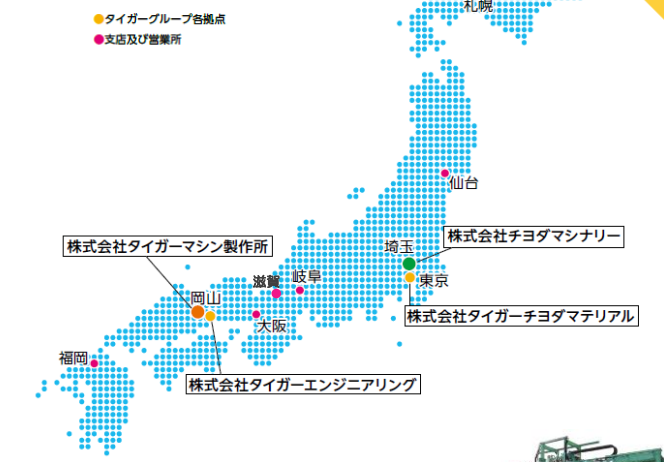 札幌
タイガーグループ各拠点
支店及び営業所
仙台
株式会社チヨダマシナリー
株式会社タイガーマシン製作所
埼玉
滋賀
岐阜
東京
岡山
株式会社タイガーチヨダマテリアル
大阪
福岡
株式会社タイガーエンジニアリング